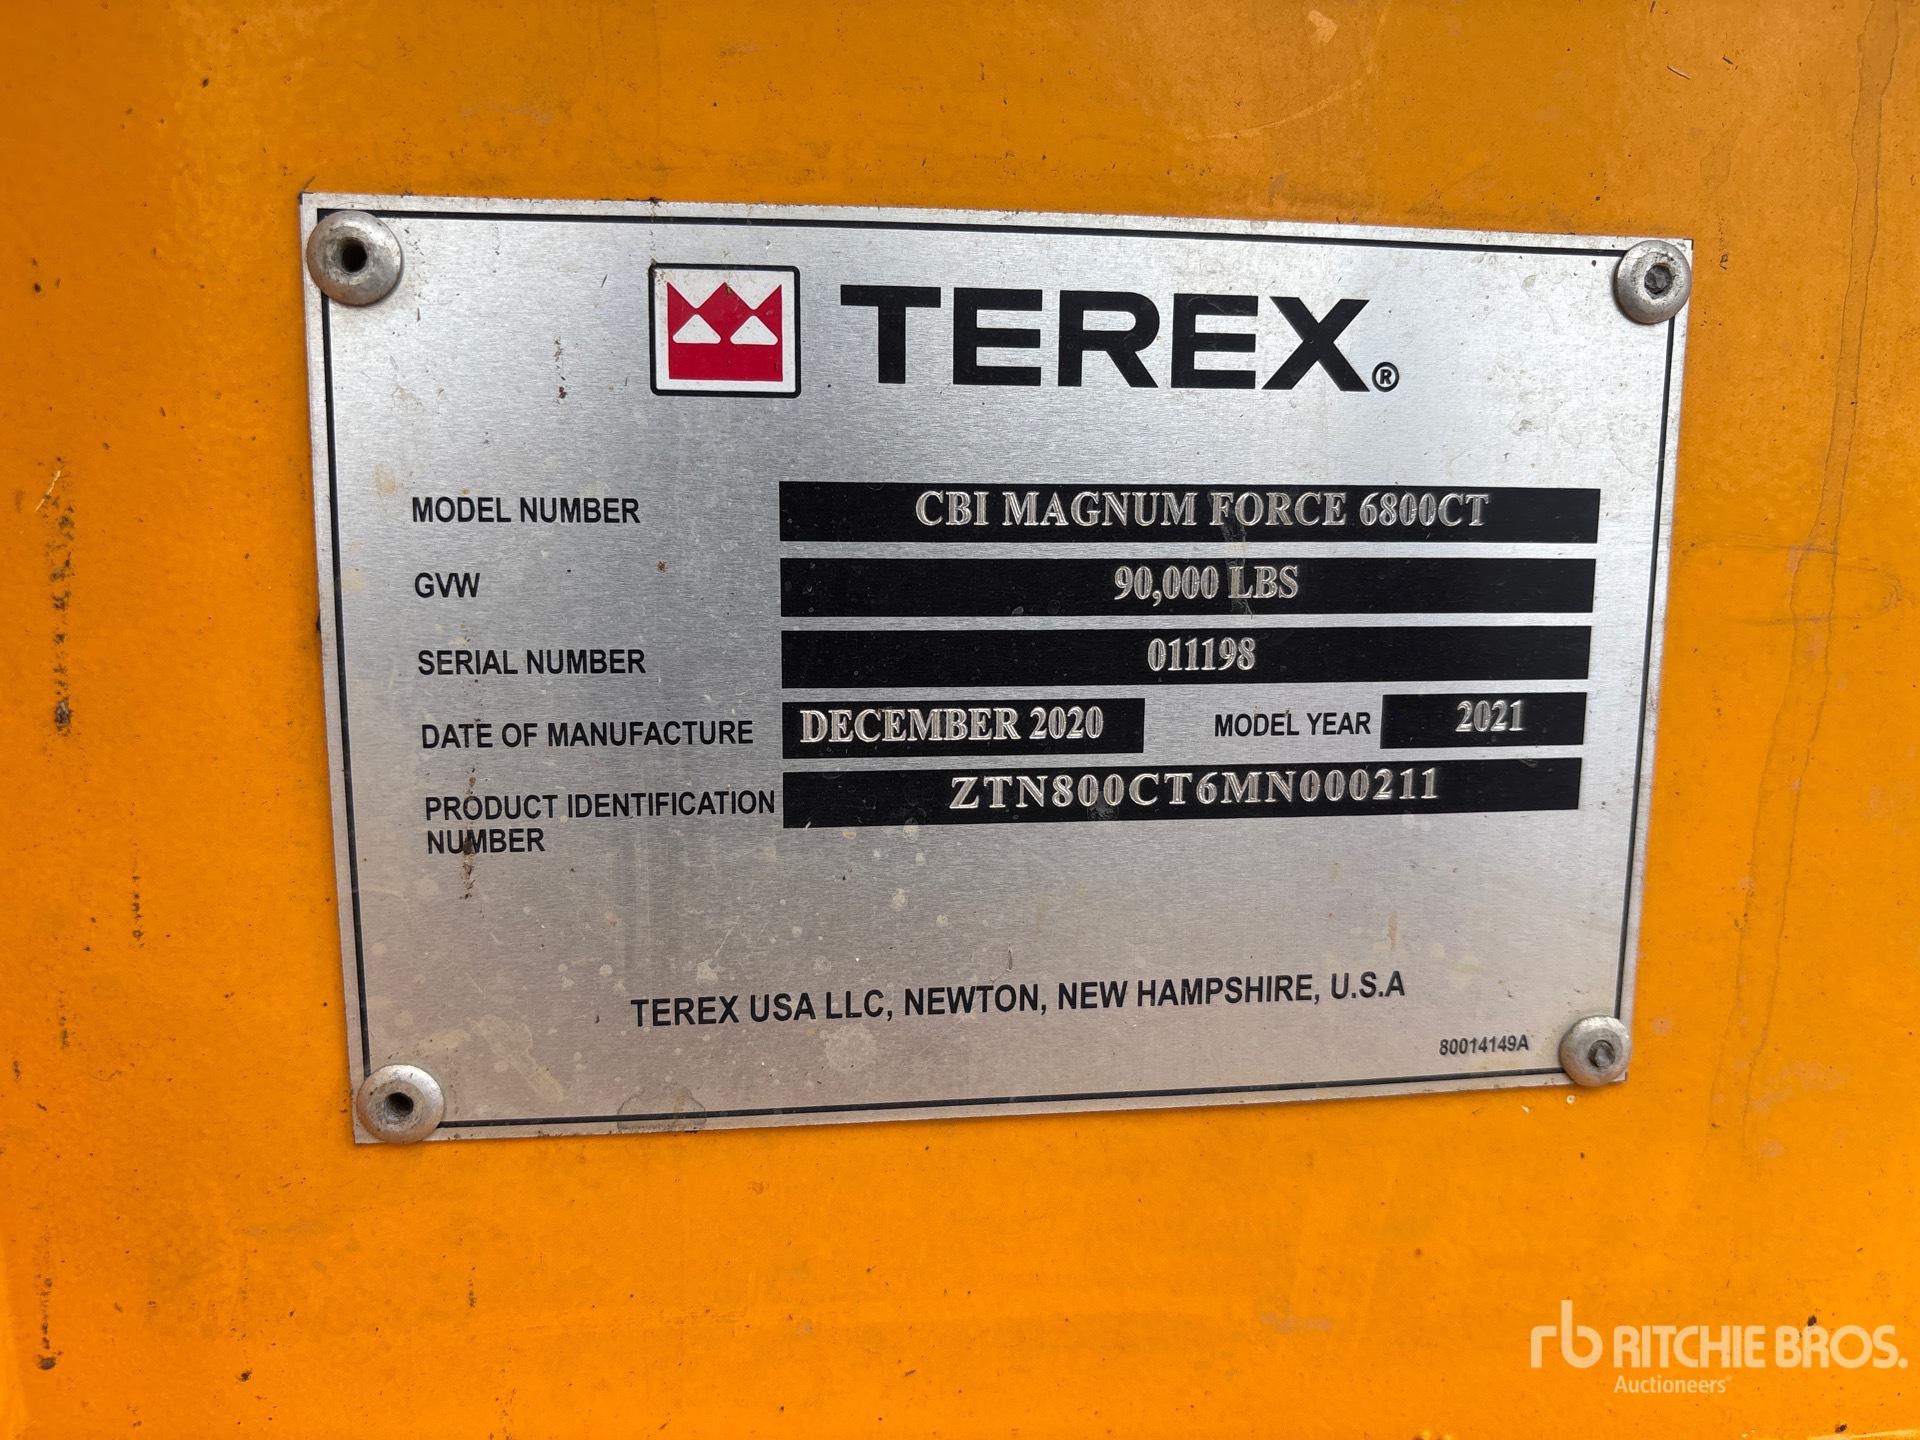 TEREX®
MODEL NUMBER CBI MAGNUM FORCE 6800CT
GVW 90,000 LBS
SERIAL NUMBER 011198
DATE OF MANUFACTURE DECEMBER 2020 MODEL YEAR 2021
PRODUCT IDENTIFICATION ZTN800CT6MN000211
NUMBER
TEREX USA LLC, NEWTON, NEW HAMPSHIRE, U.S.A
80014149A
rb RITCHIE BROS.
Auctioneers